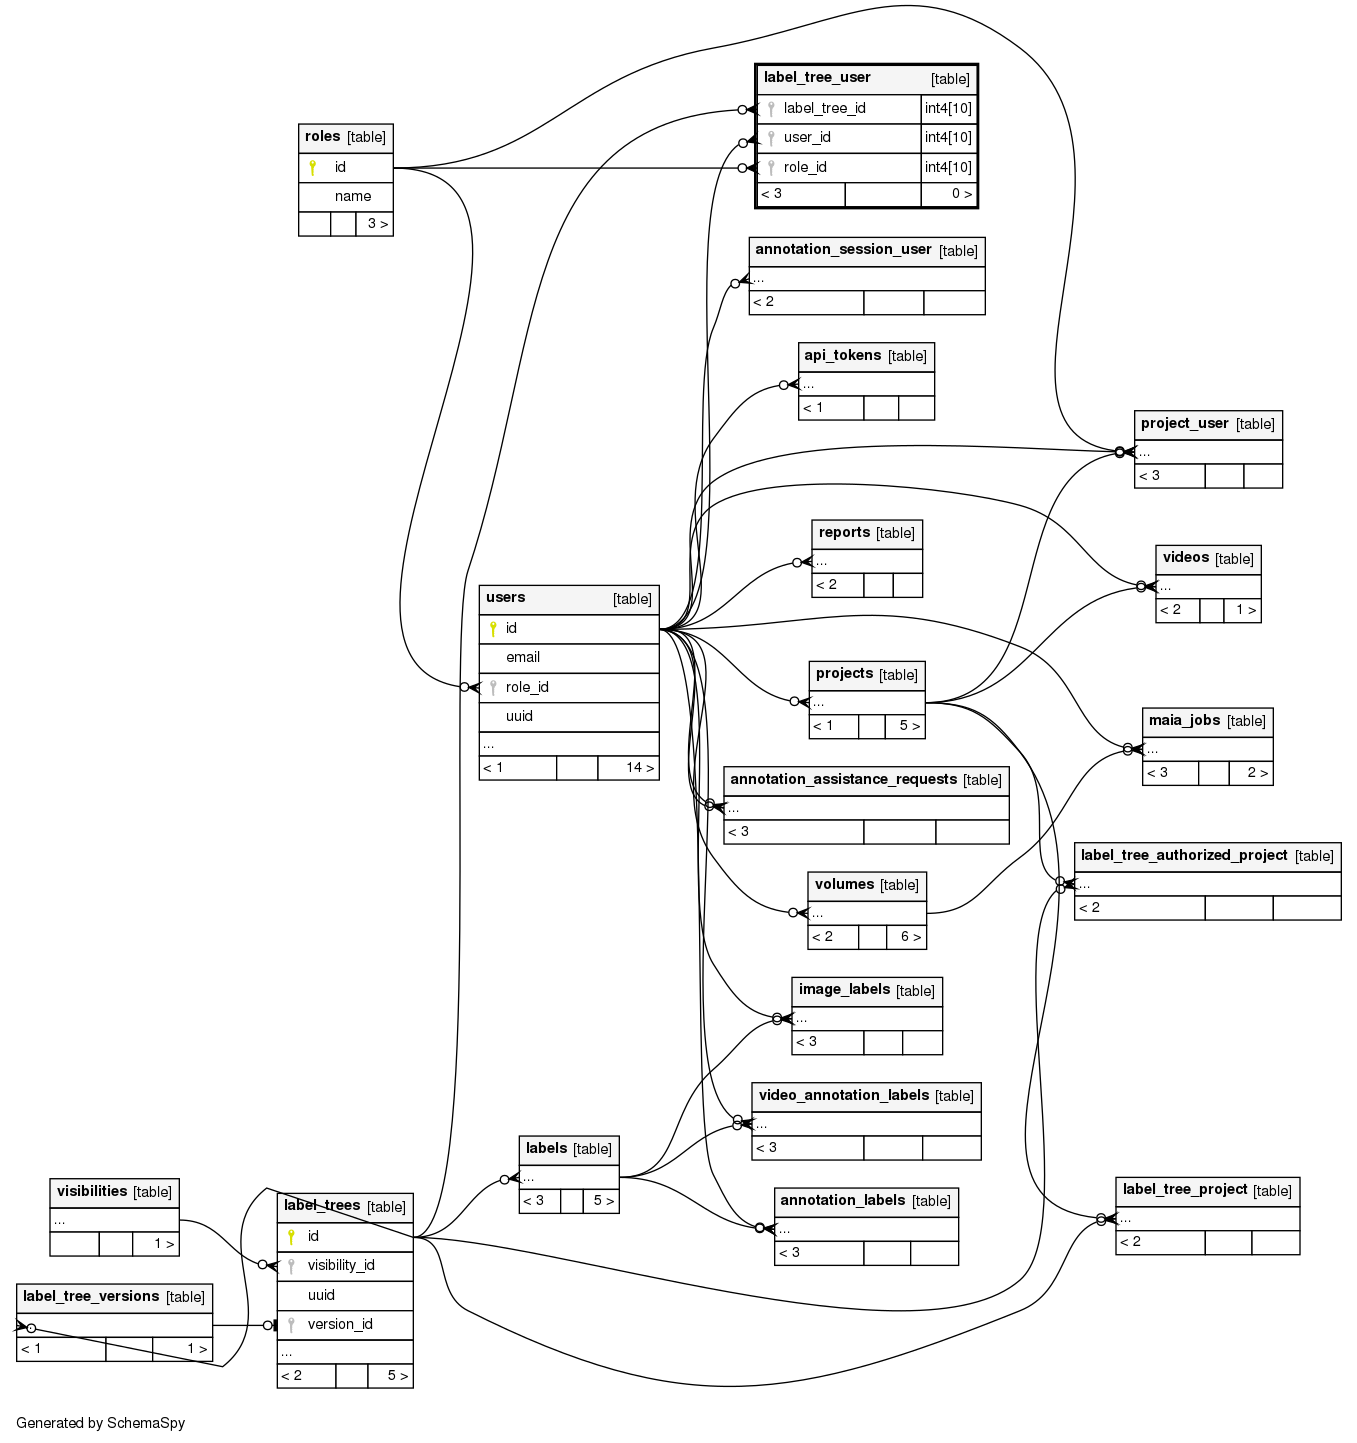 label_tree_user [table]
label_tree_id int4[10]
user_id int4[10]
role_id int4[10]
< 3 0 >
roles [table]
id
name
3 >
annotation_session_user [table]
...
< 2
api_tokens [table]
...
< 1
project_user [table]
...
< 3
reports [table]
...
< 2
videos [table]
...
< 2 1 >
users [table]
id
email
role_id
uuid
...
< 1 14 >
projects [table]
...
< 1 5 >
maia_jobs [table]
...
< 3 2 >
annotation_assistance_requests [table]
...
< 3
label_tree_authorized_project [table]
...
< 2
volumes [table]
...
< 2 6 >
image_labels [table]
...
< 3
video_annotation_labels [table]
...
< 3
labels [table]
...
< 3 5 >
annotation_labels [table]
...
< 3
label_tree_project [table]
...
< 2
visibilities [table]
...
1 >
label_trees [table]
id
visibility_id
uuid
version_id
...
< 2 5 >
label_tree_versions [table]
...
< 1 1 >
Generated by SchemaSpy